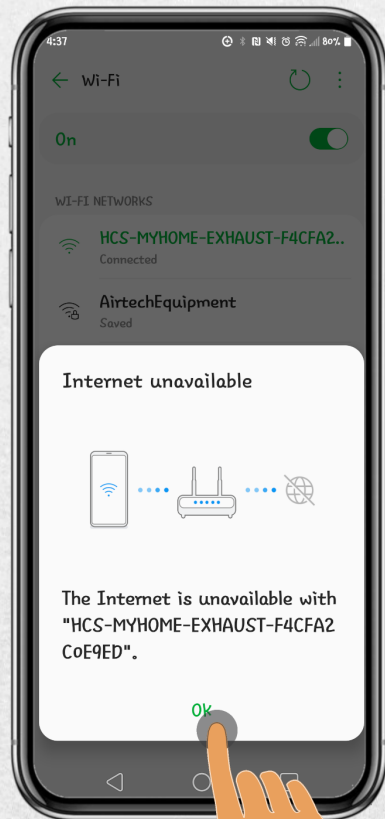 4:37
80%
Wi-Fi
On
WI-FI NETWORKS
HCS-MYHOME-EXHAUST-F4CFA2..
Connected
AirtechEquipment
Saved
Internet unavailable
The Internet is unavailable with
"HCS-MYHOME-EXHAUST-F4CFA2
C0E9ED".
OK